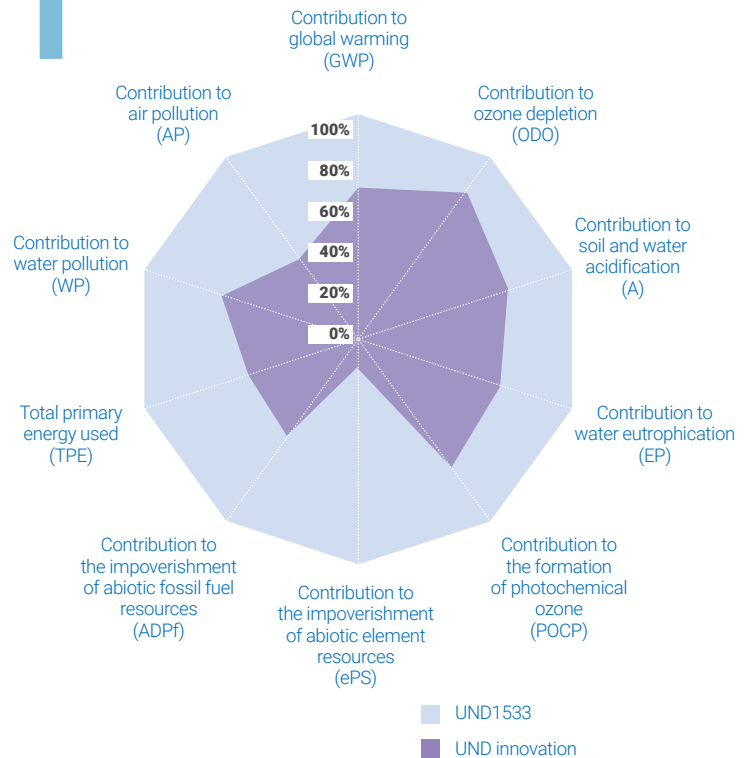 Contribution to
global warming
(GWP)
Contribution to
ozone depletion
(ODO)
Contribution to
soil and water
acidification
(A)
Contribution to
water eutrophication
(EP)
Contribution to
the formation
of photochemical
ozone
(POCP)
Contribution to
the impoverishment
of abiotic element
resources
(ePS)
Contribution to
the impoverishment
of abiotic fossil fuel
resources
(ADPf)
Total primary
energy used
(TPE)
Contribution to
water pollution
(WP)
Contribution to
air pollution
(AP)
100%
80%
60%
40%
20%
0%
UND1533
UND innovation